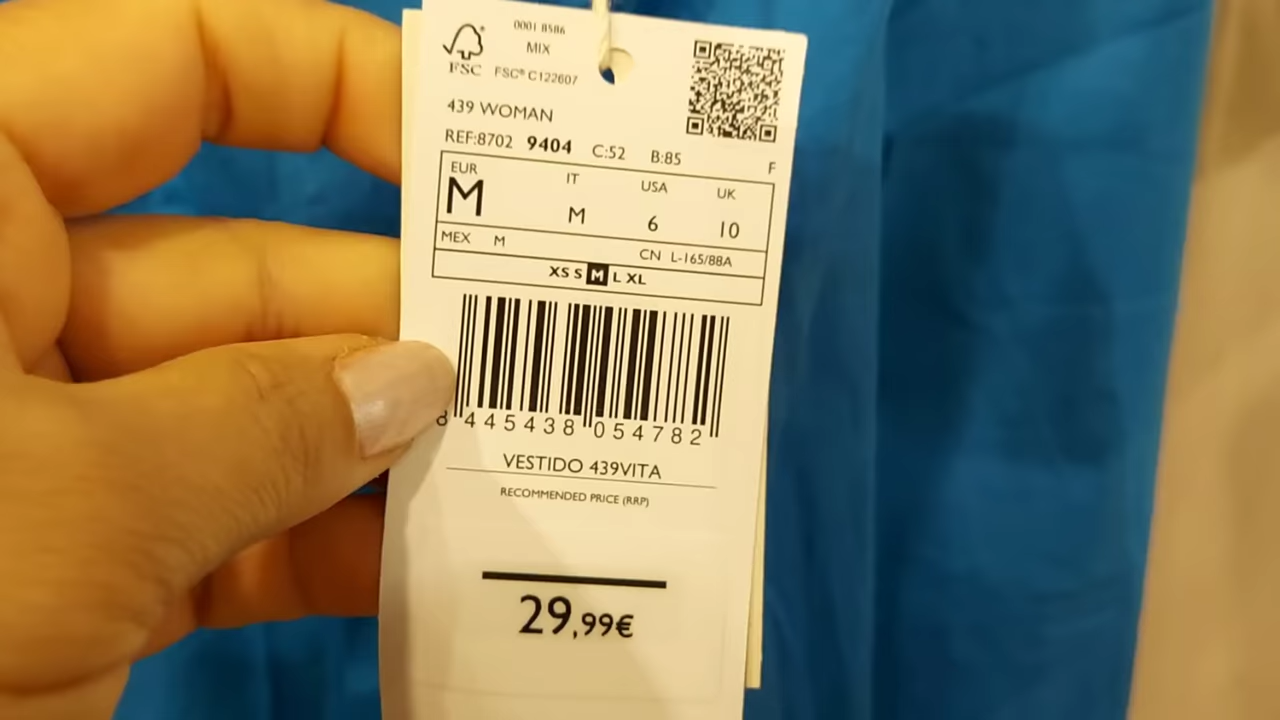 0001 8586
MIX
FSC FSC® C122607
439 WOMAN
REF:8702 9404 C:52 B:85 F
EUR IT USA UK
M M 6 10
MEX M CN L-165/88A
XS S M L XL
8 445438 054782
VESTIDO 439VITA
RECOMMENDED PRICE (RRP)
29,99€